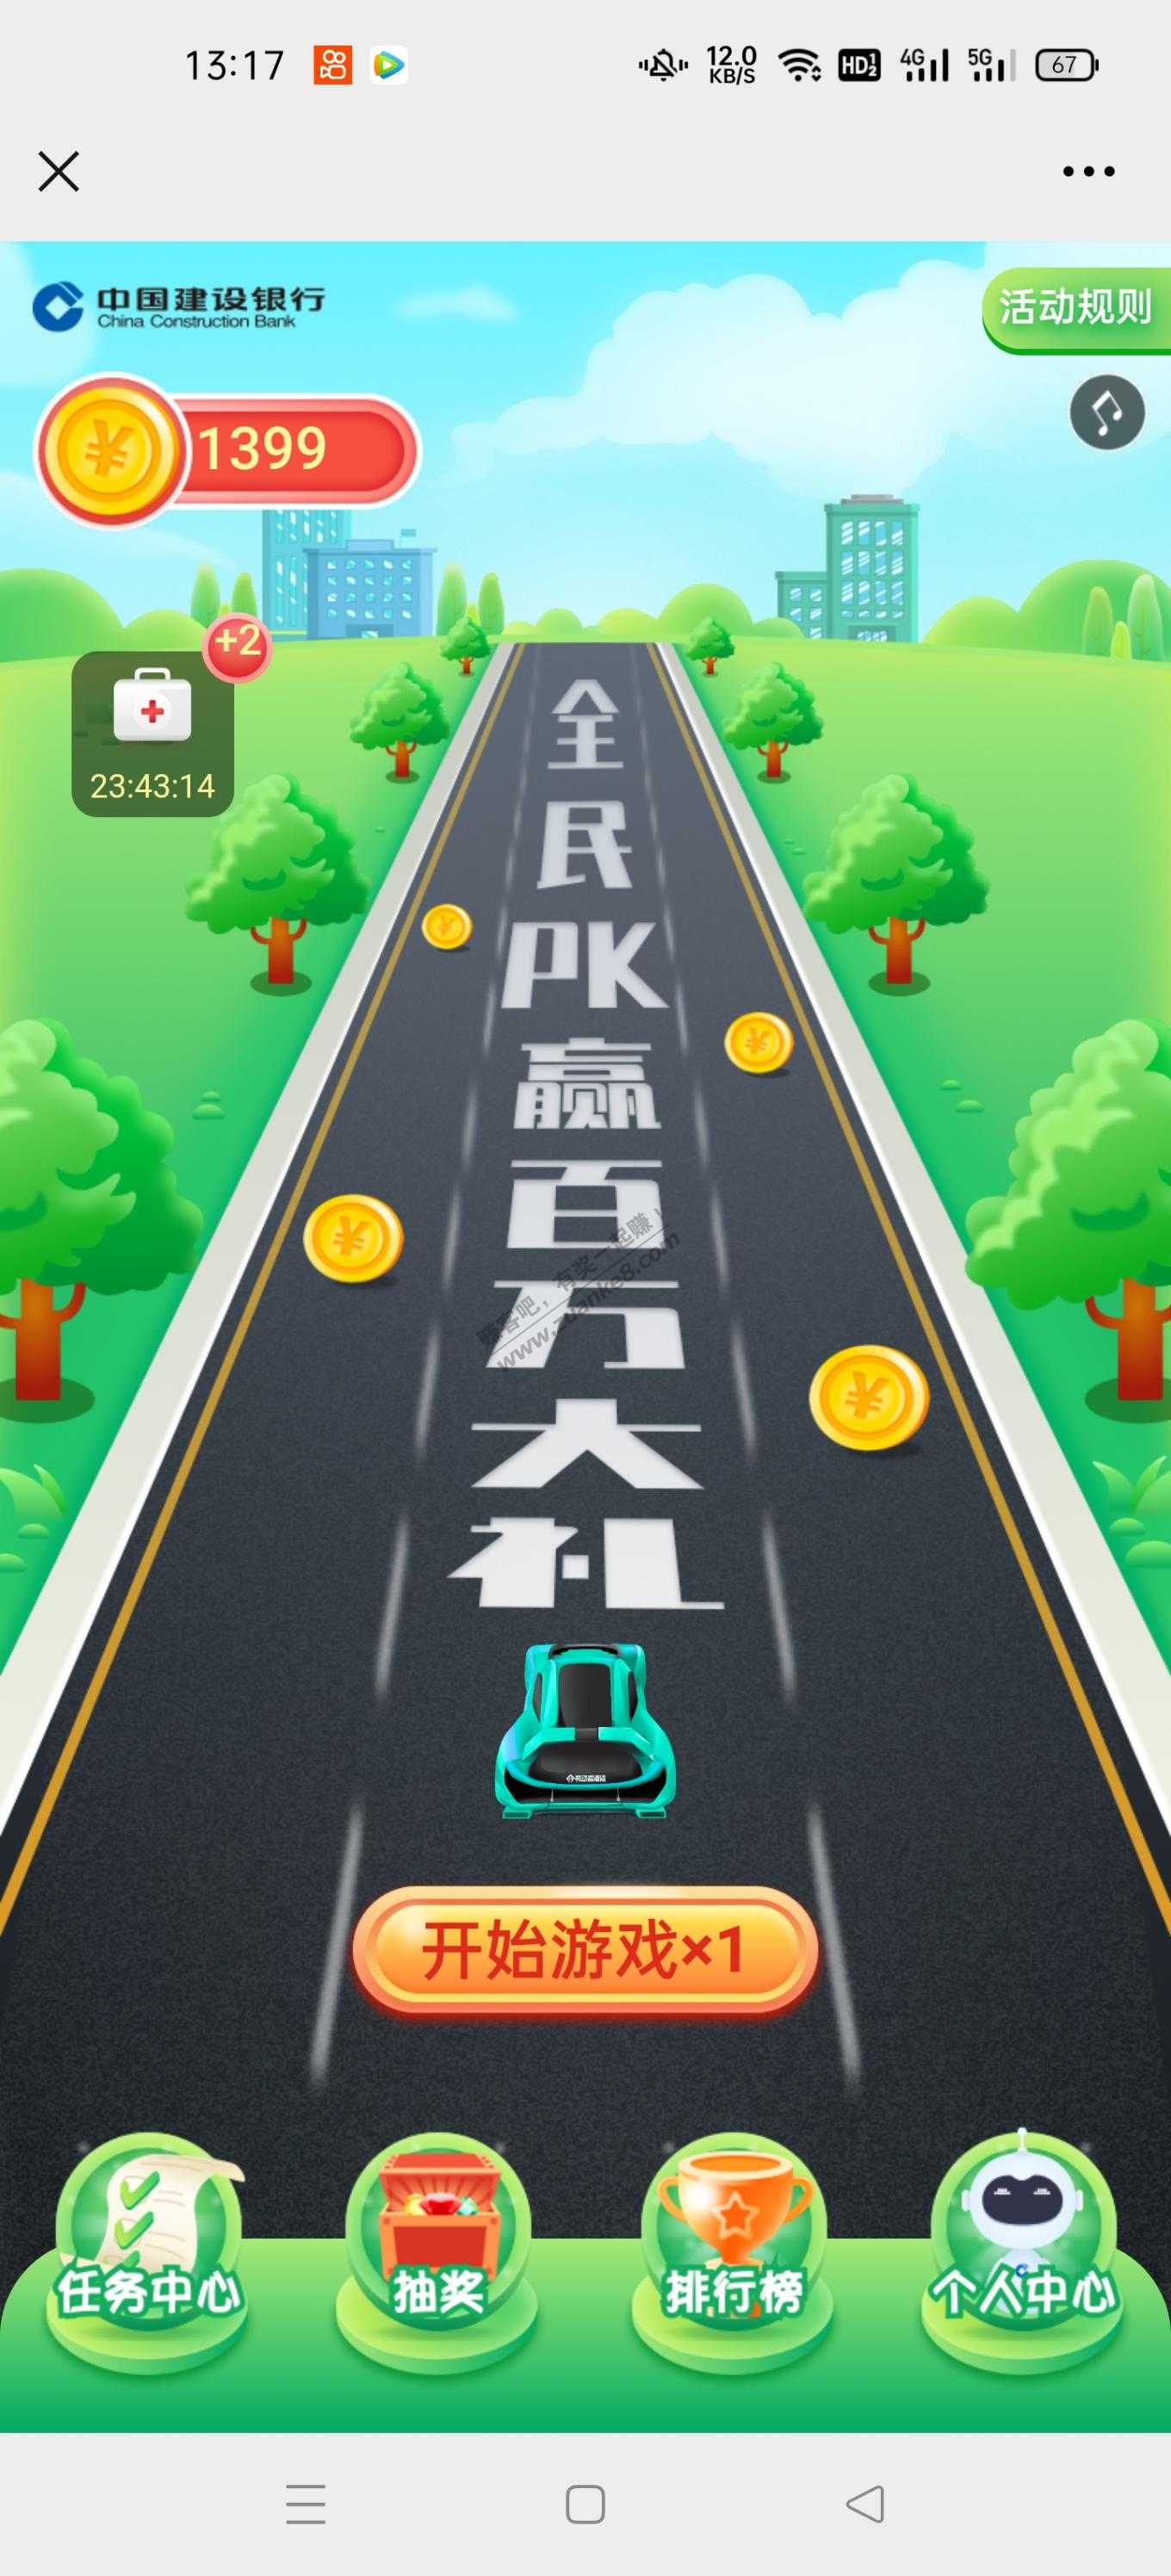 13:17
12.0
KB/S
HD1 2
4G
5G
67
中国建设银行
China Construction Bank
活动规则
1399
+2
23:43:14
全
民
PK
赢
百
万
大
礼
赚客吧，有奖一起赚！
www.zuanke8.com
开始游戏×1
任务中心
抽奖
排行榜
个人中心